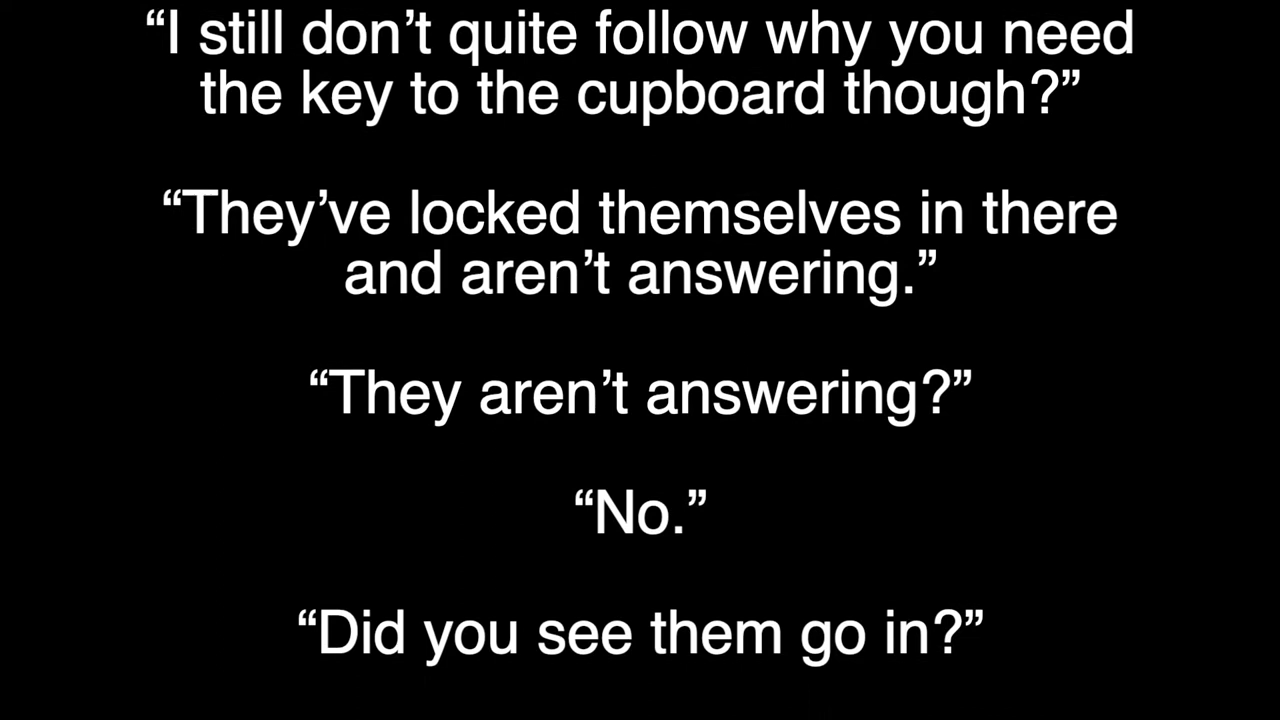 “I still don’t quite follow why you need
the key to the cupboard though?”
“They’ve locked themselves in there
and aren’t answering.”
“They aren’t answering?”
“No.”
“Did you see them go in?”